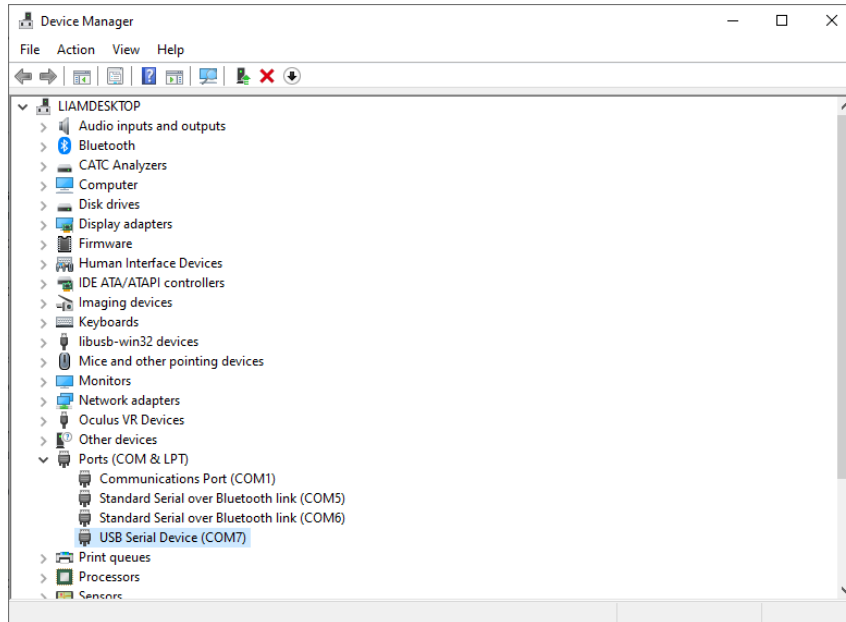 Device Manager
File Action View Help
LIAMDESKTOP
Audio inputs and outputs
Bluetooth
CATC Analyzers
Computer
Disk drives
Display adapters
Firmware
Human Interface Devices
IDE ATA/ATAPI controllers
Imaging devices
Keyboards
libusb-win32 devices
Mice and other pointing devices
Monitors
Network adapters
Oculus VR Devices
Other devices
Ports (COM & LPT)
Communications Port (COM1)
Standard Serial over Bluetooth link (COM5)
Standard Serial over Bluetooth link (COM6)
USB Serial Device (COM7)
Print queues
Processors
Sensors